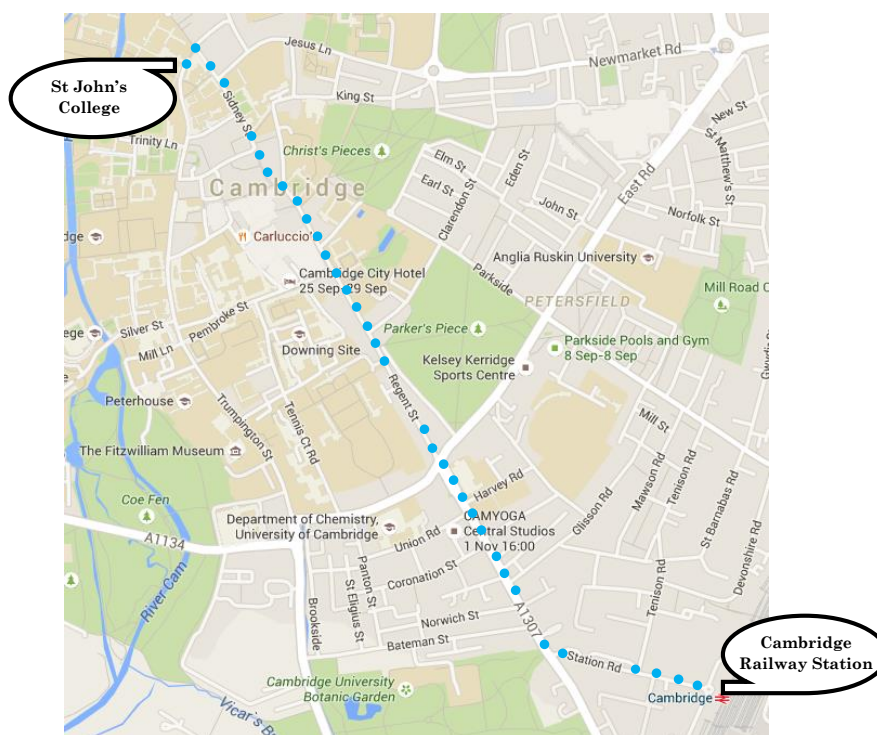 Jesus Ln
Newmarket Rd
St John's
College
King St
Sidney St
New St
St Matthew's St
Trinity Ln
Christ's Pieces
Elm St
Eden St
Earl St
Cambridge
Clarendon St
East Rd
John St
Norfolk St
dge
Carluccio'
Anglia Ruskin University
Cambridge City Hotel
25 Sep-29 Sep
Parkside
Mill Road C
PETERSFIELD
Pembroke St
Silver St
lege
Mill Ln
Downing Site
Parker's Piece
Parkside Pools and Gym
8 Sep-8 Sep
Kelsey Kerridge
Sports Centre
Gwydir St
Peterhouse
Regent St
Trumpington St
Tennis Ct Rd
Mill St
The Fitzwilliam Museum
Mawson Rd
Tenison Rd
Harvey Rd
Glisson Rd
St Barnabas Rd
Coe Fen
Department of Chemistry,
University of Cambridge
CAMYOGA
Central Studios
1 Nov 16:00
Union Rd
A1134
Devonshire Rd
Coronation St
Panton St
St Eligius St
River Cam
Brookside
Norwich St
A1307
Tenison Rd
Bateman St
Station Rd
Cambridge
Railway Station
Cambridge University
Botanic Garden
Cambridge
Vicar's B